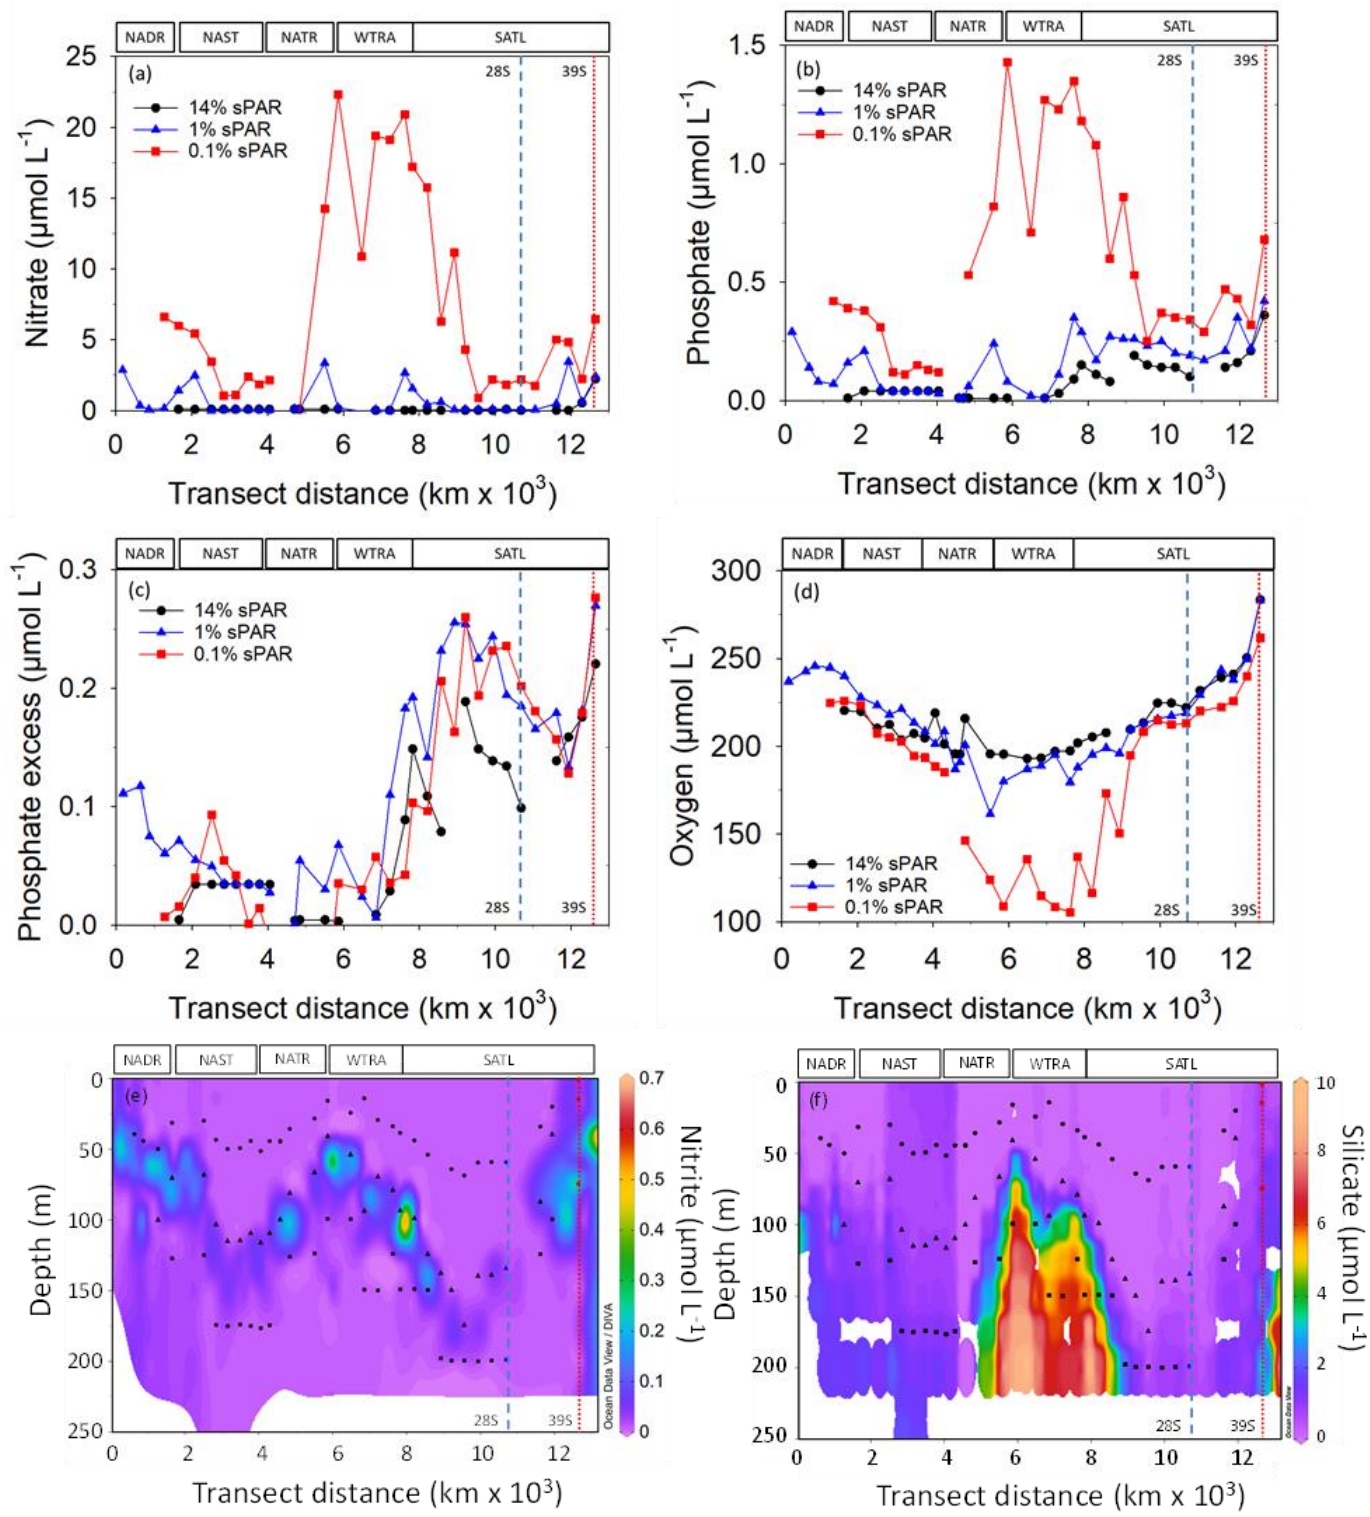 NADR NAST NATR WTRA SATL
25
20
15
10
5
0
Nitrate (µmol L-1)
(a)
14% sPAR
1% sPAR
0.1% sPAR
28S
39S
0 2 4 6 8 10 12
Transect distance (km x 10³)
NADR NAST NATR WTRA SATL
1.5
1.0
0.5
0.0
Phosphate (µmol L-1)
(b)
14% sPAR
1% sPAR
0.1% sPAR
28S
39S
0 2 4 6 8 10 12
Transect distance (km x 10³)
NADR NAST NATR WTRA SATL
0.3
0.2
0.1
0.0
Phosphate excess (µmol L-1)
(c)
14% sPAR
1% sPAR
0.1% sPAR
28S
39S
0 2 4 6 8 10 12
Transect distance (km x 10³)
NADR NAST NATR WTRA SATL
300
250
200
150
100
Oxygen (µmol L-1)
(d)
14% sPAR
1% sPAR
0.1% sPAR
28S
39S
0 2 4 6 8 10 12
Transect distance (km x 10³)
NADR NAST NATR WTRA SATL
0
50
100
150
200
250
Depth (m)
(e)
28S
39S
0 2 4 6 8 10 12
Transect distance (km x 10³)
Ocean Data View / DIVA
0.7
0.6
0.5
0.4
0.3
0.2
0.1
0
Nitrite (µmol L-1)
NADR NAST NATR WTRA SATL
0
50
100
150
200
250
Depth (m)
(f)
28S
39S
0 2 4 6 8 10 12
Transect distance (km x 10³)
Ocean Data View
10
8
6
4
2
0
Silicate (µmol L-1)